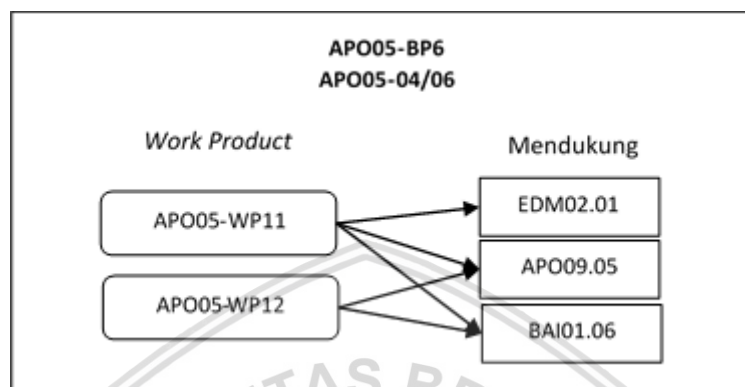 APO05-BP6
APO05-04/06
Work Product
Mendukung
APO05-WP11
EDM02.01
APO09.05
APO05-WP12
BAI01.06